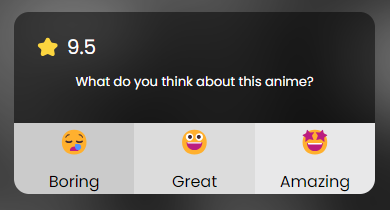 9.5
What do you think about this anime?
Boring
Great
Amazing